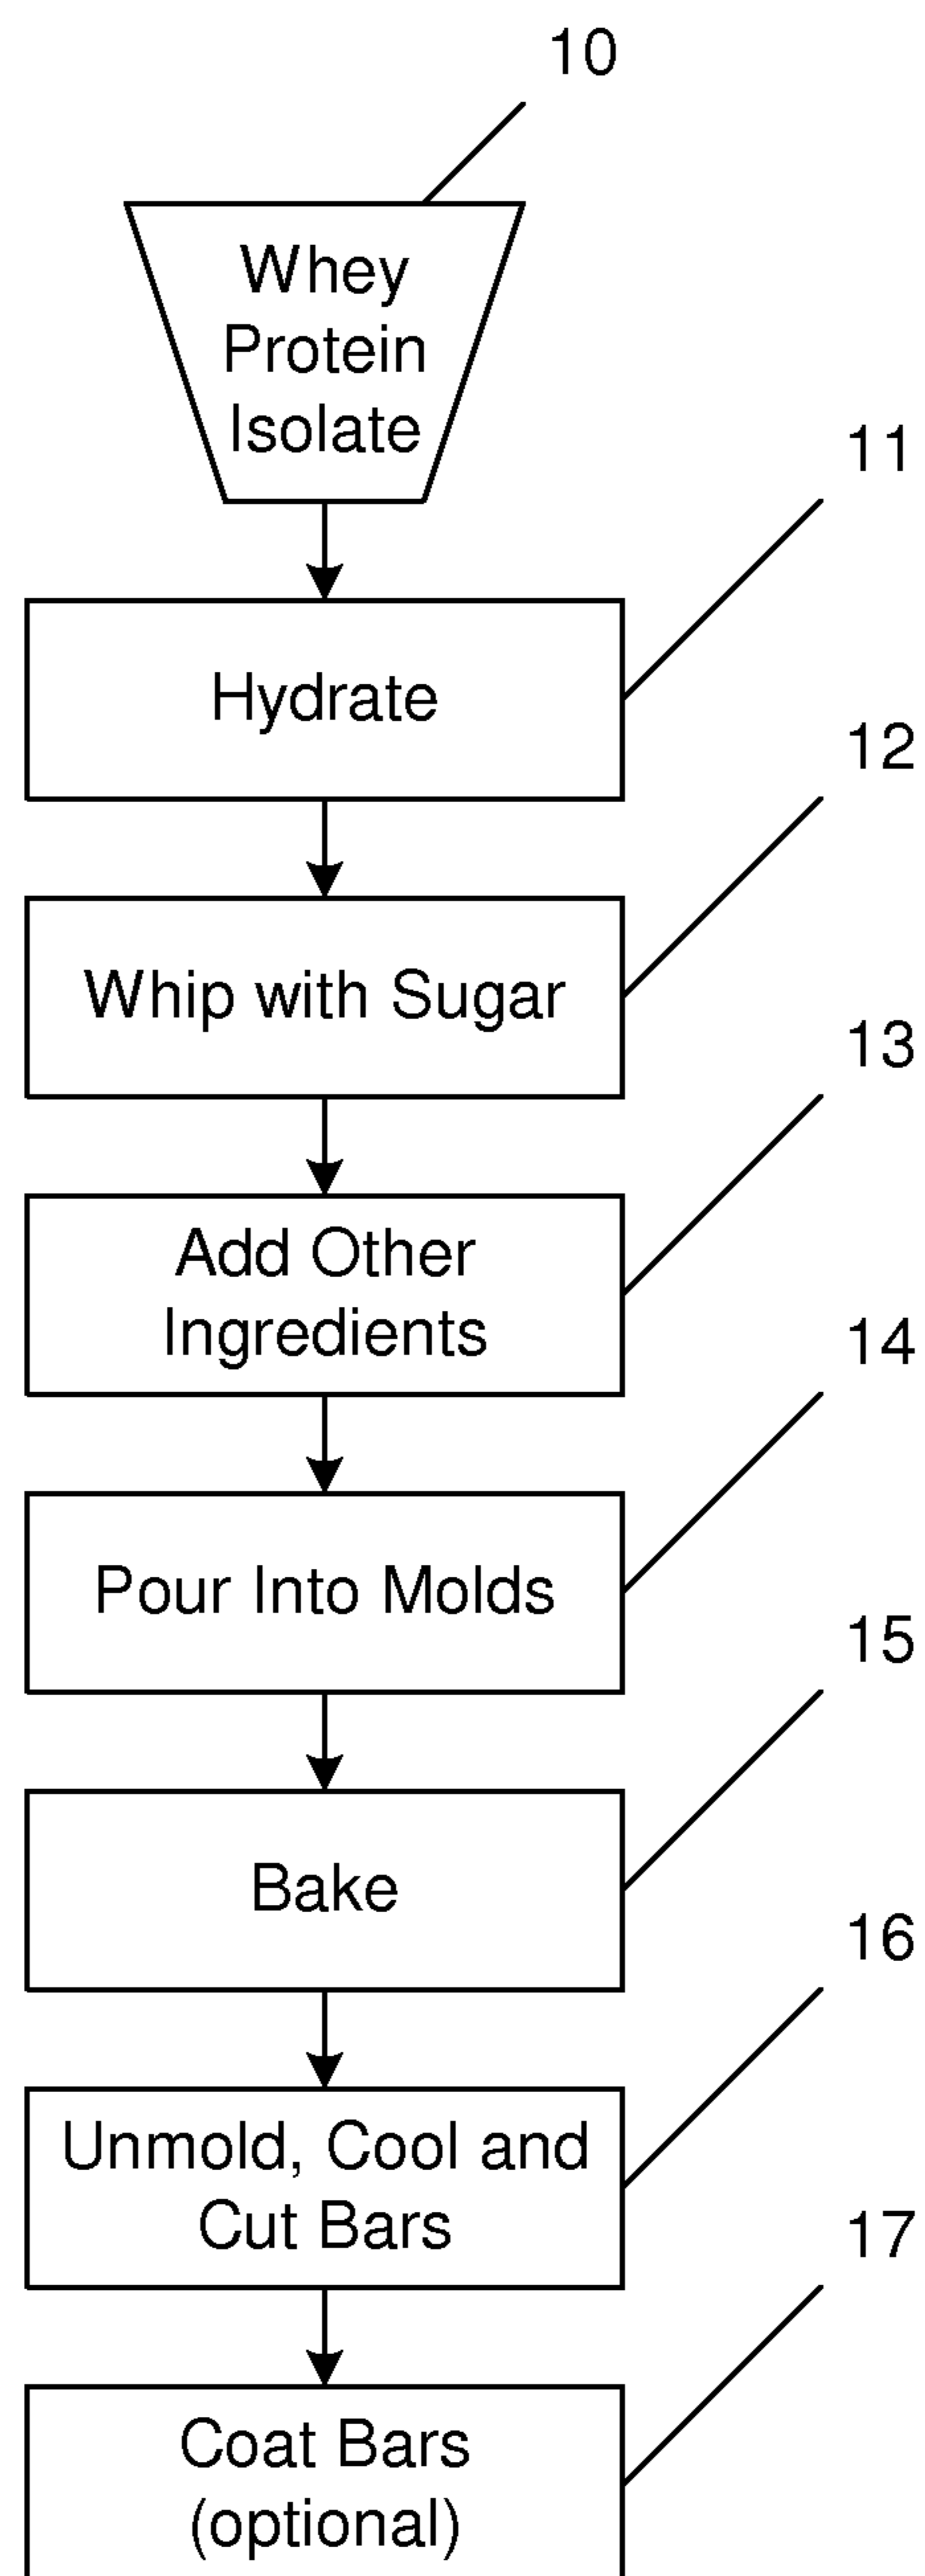 10
Whey
Protein
Isolate
11
Hydrate
12
Whip with Sugar
13
Add Other
Ingredients
14
Pour Into Molds
15
Bake
16
Unmold, Cool and
Cut Bars
17
Coat Bars
(optional)